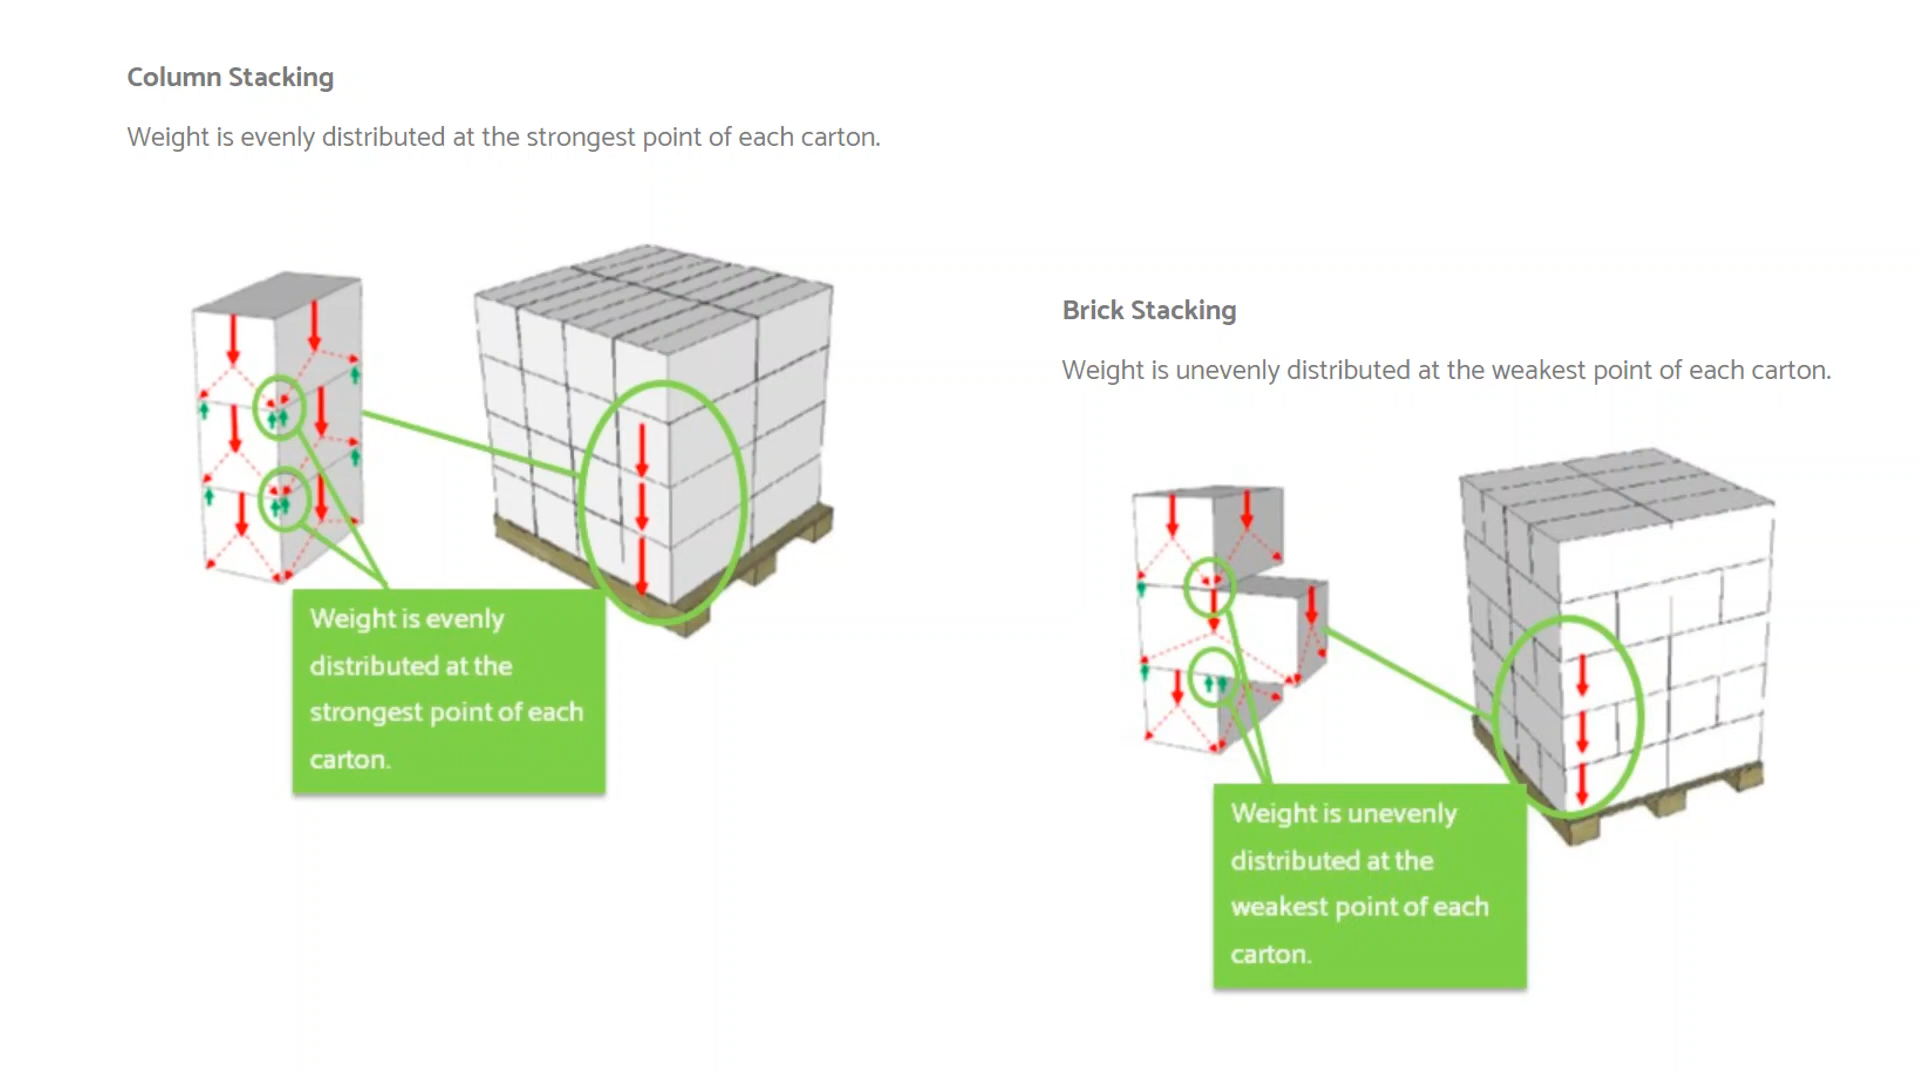 Column Stacking
Weight is evenly distributed at the strongest point of each carton.
Weight is evenly
distributed at the
strongest point of each
carton.
Brick Stacking
Weight is unevenly distributed at the weakest point of each carton.
Weight is unevenly
distributed at the
weakest point of each
carton.